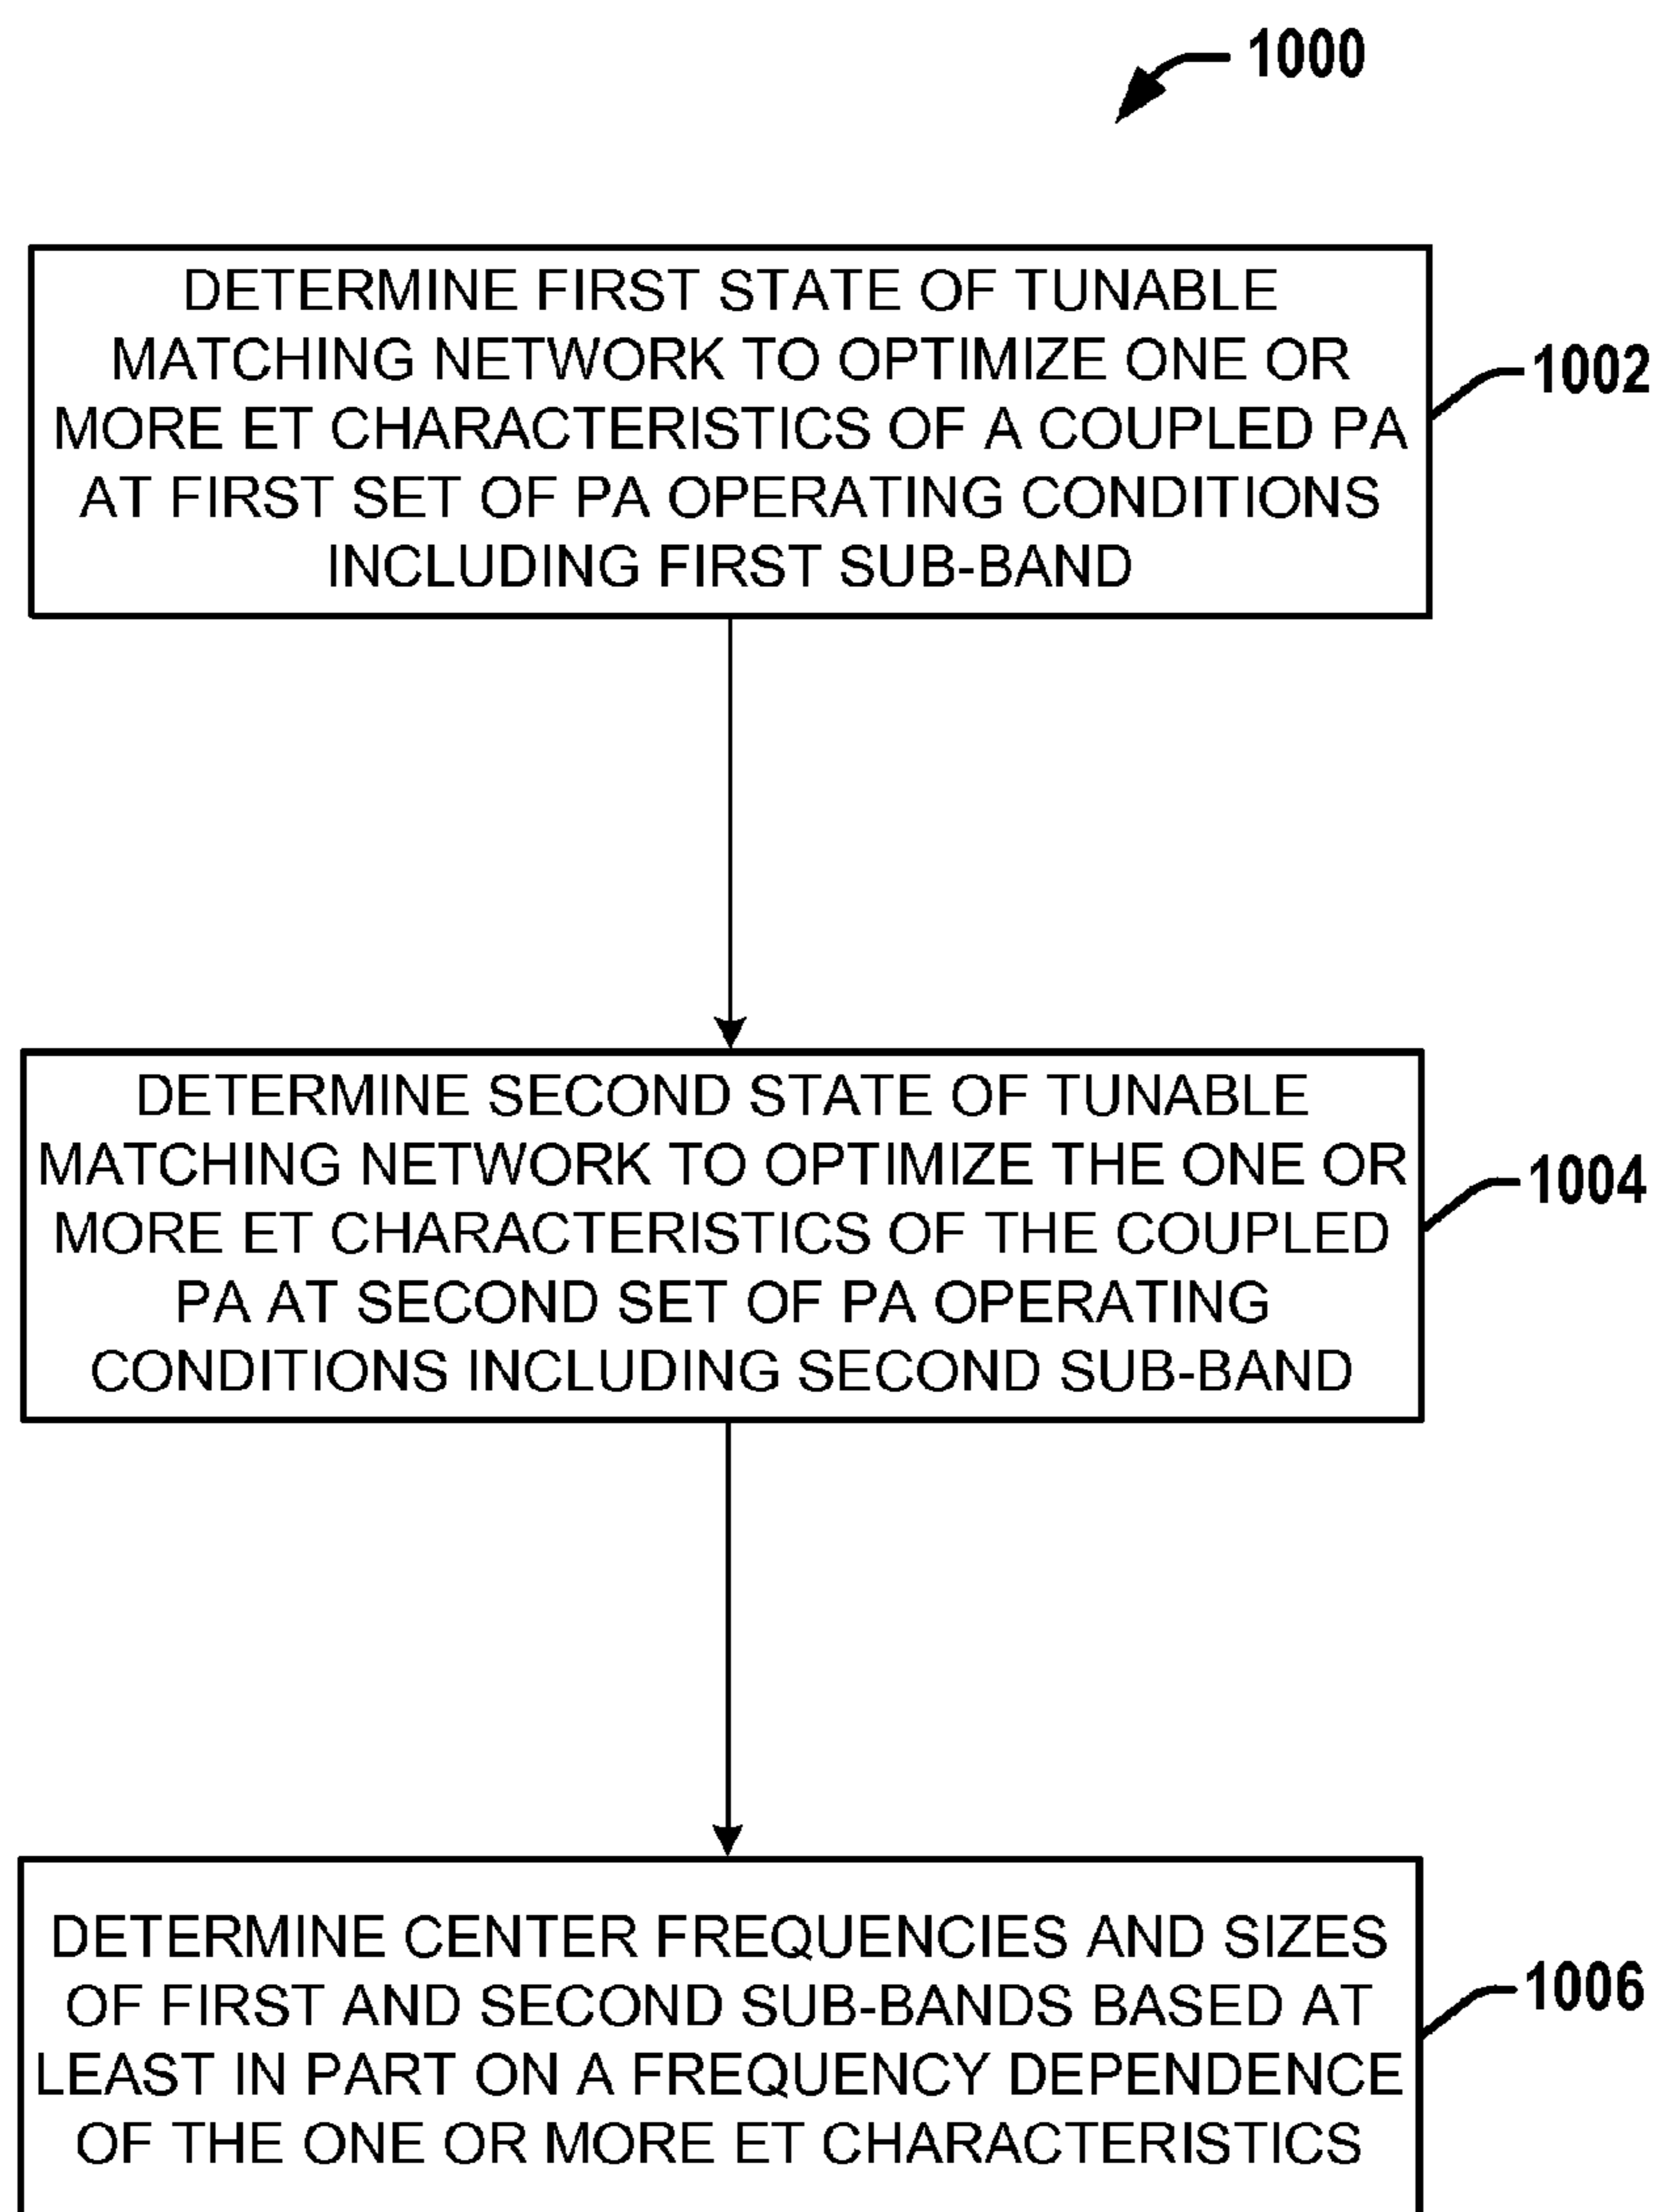 1000
DETERMINE FIRST STATE OF TUNABLE
MATCHING NETWORK TO OPTIMIZE ONE OR
MORE ET CHARACTERISTICS OF A COUPLED PA
AT FIRST SET OF PA OPERATING CONDITIONS
INCLUDING FIRST SUB-BAND
1002
DETERMINE SECOND STATE OF TUNABLE
MATCHING NETWORK TO OPTIMIZE THE ONE OR
MORE ET CHARACTERISTICS OF THE COUPLED
PA AT SECOND SET OF PA OPERATING
CONDITIONS INCLUDING SECOND SUB-BAND
1004
DETERMINE CENTER FREQUENCIES AND SIZES
OF FIRST AND SECOND SUB-BANDS BASED AT
LEAST IN PART ON A FREQUENCY DEPENDENCE
OF THE ONE OR MORE ET CHARACTERISTICS
1006